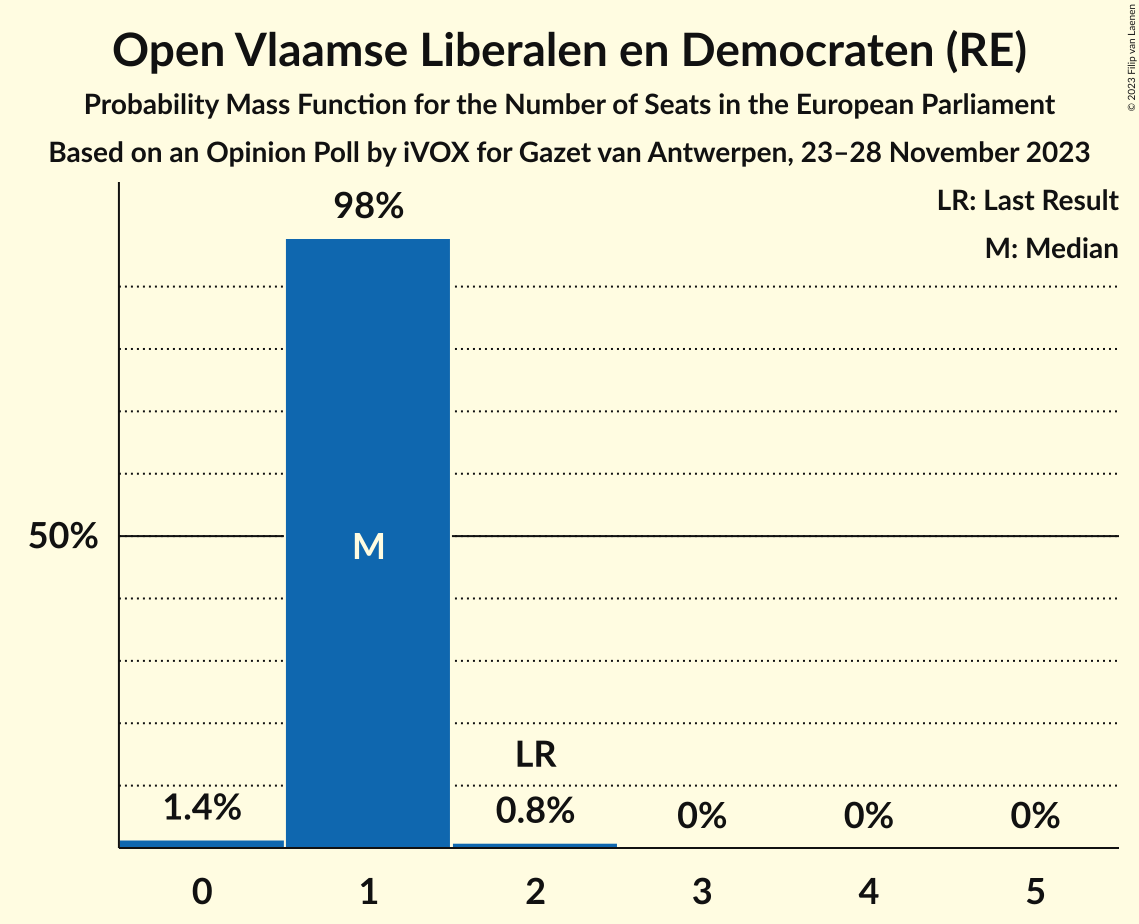 Open Vlaamse Liberalen en Democraten (RE)
Probability Mass Function for the Number of Seats in the European Parliament
Based on an Opinion Poll by iVOX for Gazet van Antwerpen, 23–28 November 2023
© 2023 Filip van Laenen
LR: Last Result
M: Median
98%
50%
M
LR
1.4%
0.8%
0%
0%
0%
0
1
2
3
4
5